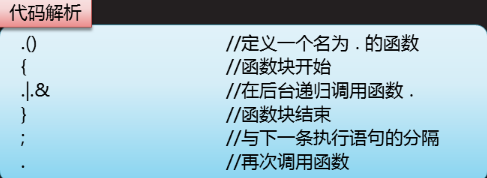 代码解析
.() //定义一个名为 . 的函数
{ //函数块开始
.|.& //在后台递归调用函数 .
} //函数块结束
; //与下一条执行语句的分隔
. //再次调用函数